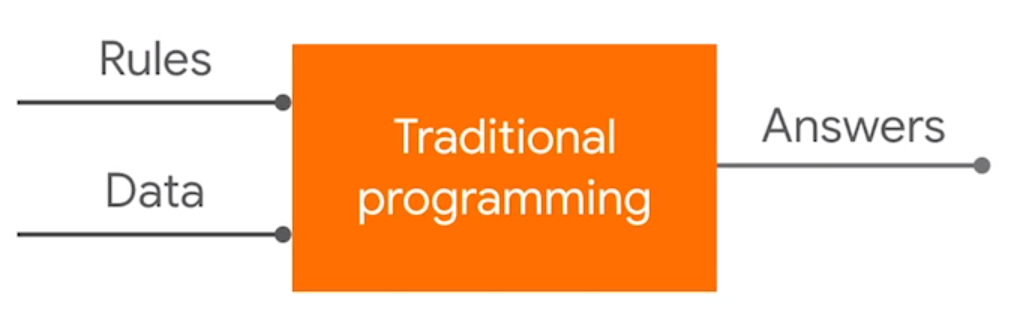 Rules
Data
Traditional
programming
Answers